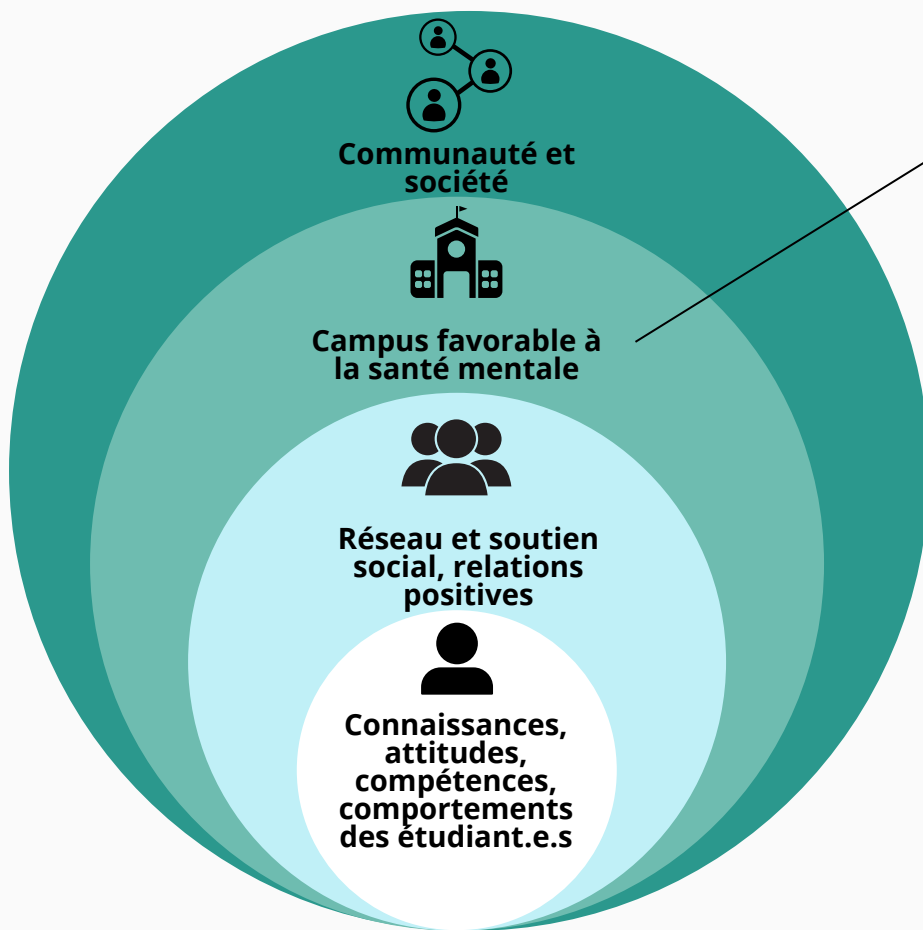 Communauté et
société
Campus favorable à
la santé mentale
Réseau et soutien
social, relations
positives
Connaissances,
attitudes,
compétences,
comportements
des étudiant.e.s